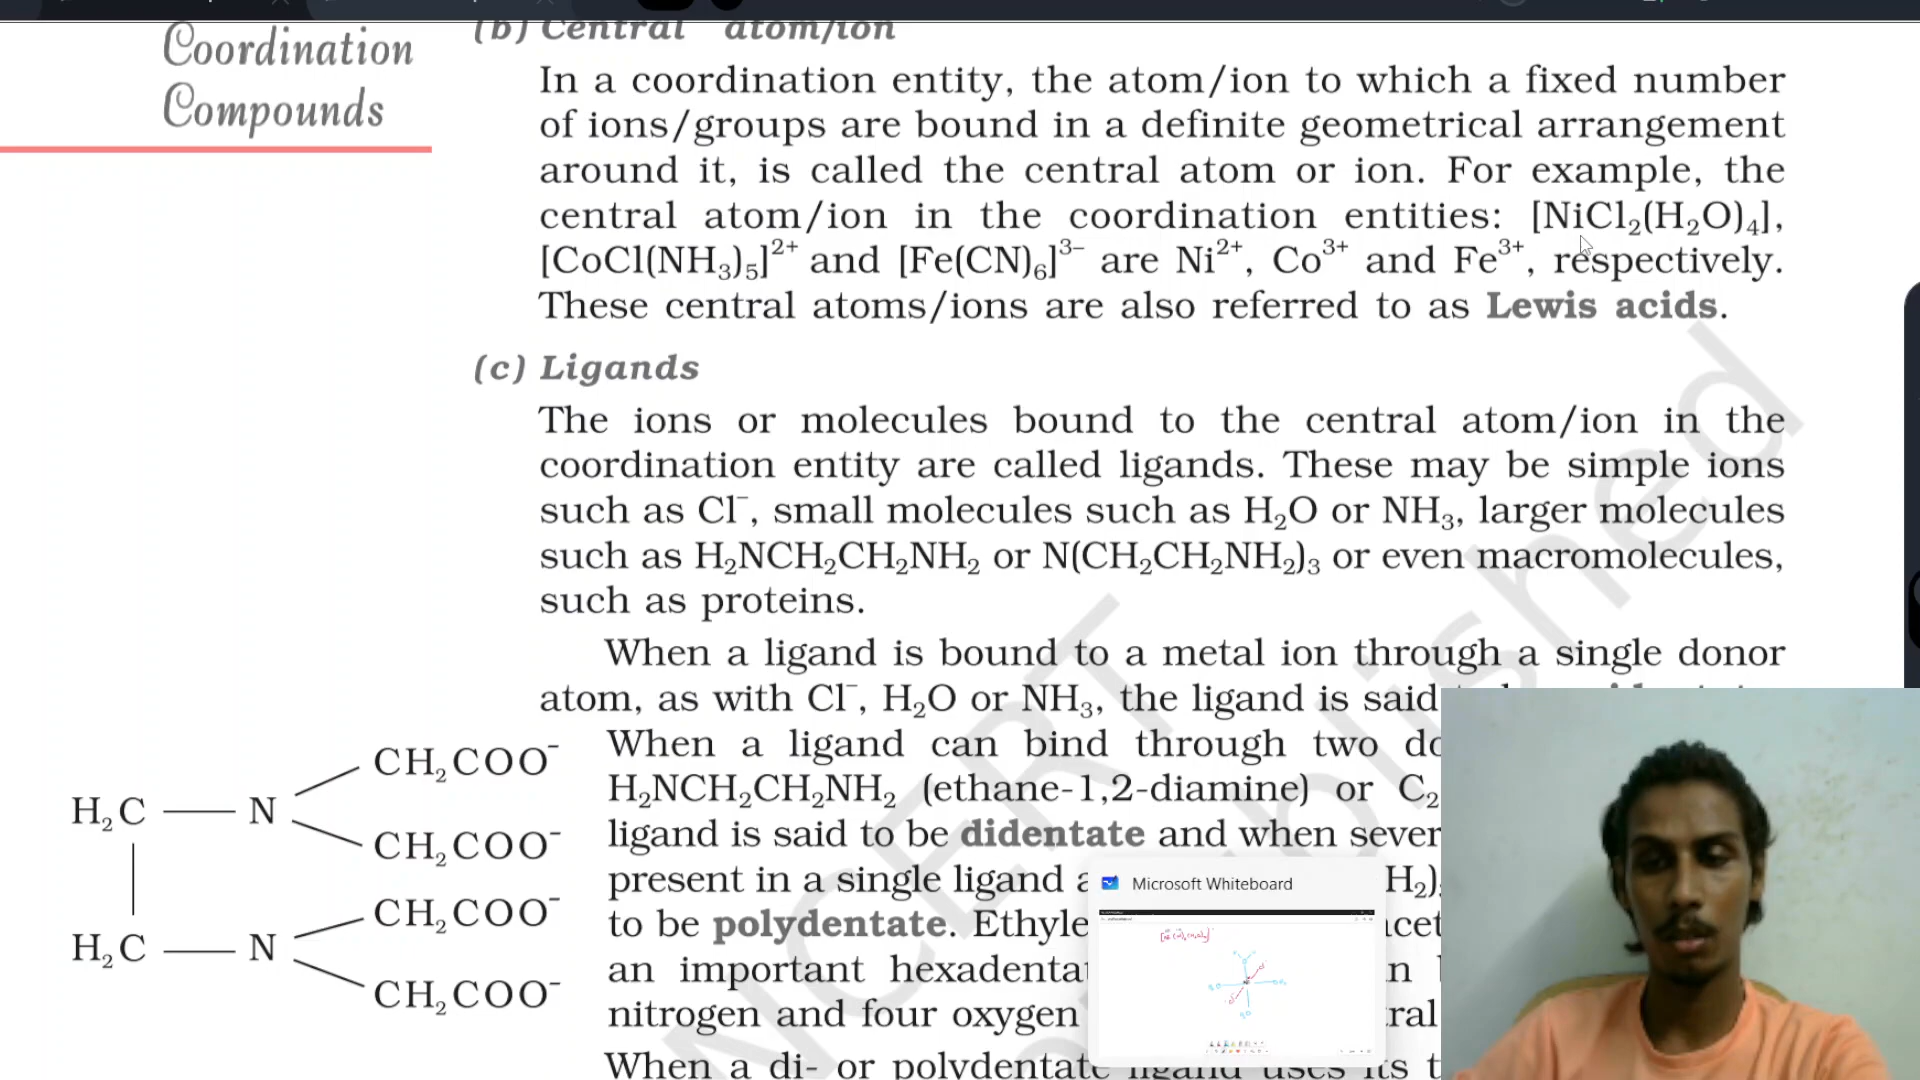 Coordination
Compounds
(b) Central atom/ion
In a coordination entity, the atom/ion to which a fixed number
of ions/groups are bound in a definite geometrical arrangement
around it, is called the central atom or ion. For example, the
central atom/ion in the coordination entities: [NiCl₂(H₂O)₄],
[CoCl(NH₃)₅]²⁺ and [Fe(CN)₆]³⁻ are Ni²⁺, Co³⁺ and Fe³⁺, respectively.
These central atoms/ions are also referred to as Lewis acids.
(c) Ligands
The ions or molecules bound to the central atom/ion in the
coordination entity are called ligands. These may be simple ions
such as Cl⁻, small molecules such as H₂O or NH₃, larger molecules
such as H₂NCH₂CH₂NH₂ or N(CH₂CH₂NH₂)₃ or even macromolecules,
such as proteins.
When a ligand is bound to a metal ion through a single donor
atom, as with Cl⁻, H₂O or NH₃, the ligand is said
When a ligand can bind through two
H₂NCH₂CH₂NH₂ (ethane-1,2-diamine) or C₂
ligand is said to be didentate and when sever
present in a single ligand a H₂)
to be polydentate. Ethyle acet
an important hexadenta n
nitrogen and four oxygen tral
When a di- or polydentate ligand uses its t
CH₂COO⁻
H₂C N
CH₂COO⁻
CH₂COO⁻
H₂C N
CH₂COO⁻
Microsoft Whiteboard
NCERT
blished